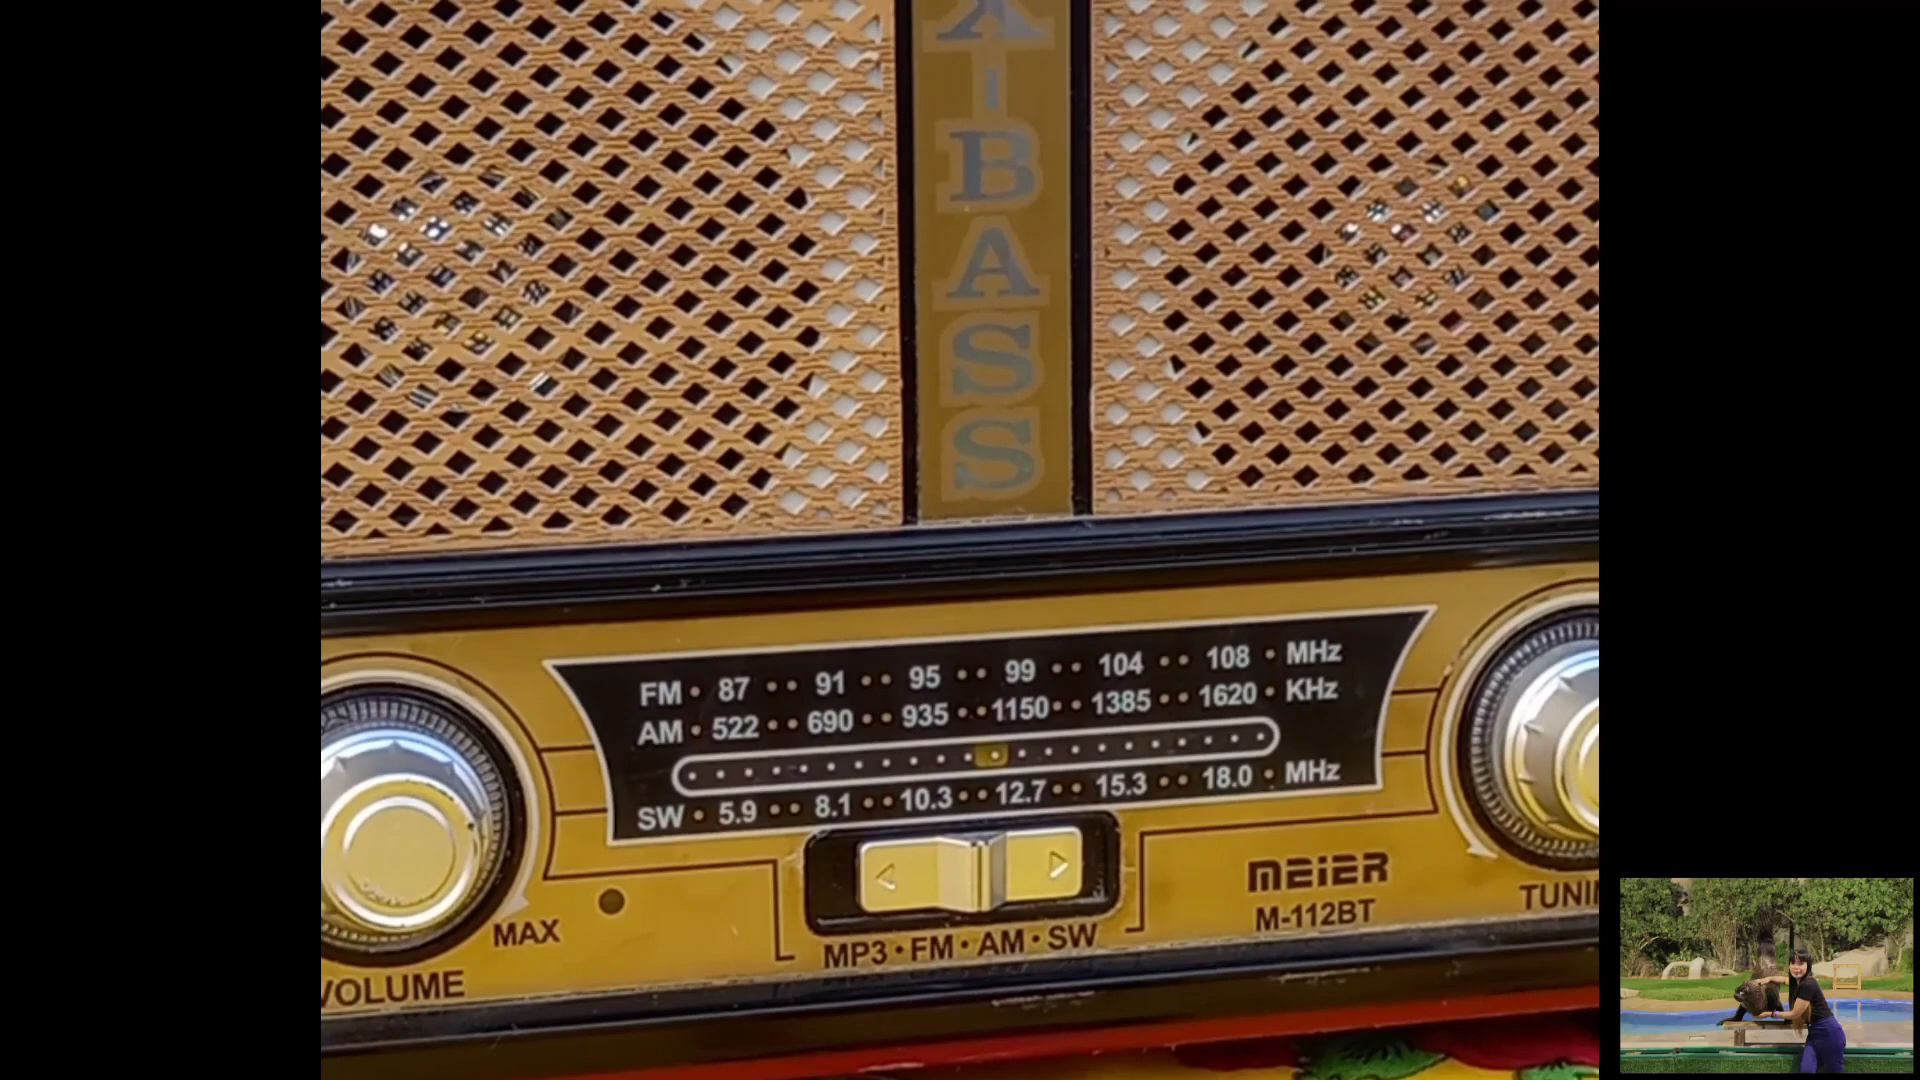 BASS
FM • 87 • • 91 • • 95 • • 99 • • 104 • • 108 • MHz
AM • 522 • • 690 • • 935 • • 1150 • • 1385 • • 1620 • KHz
SW • 5.9 • • 8.1 • • 10.3 • • 12.7 • • 15.3 • • 18.0 • MHz
MAX
VOLUME
MP3 • FM • AM • SW
MEIER
M-112BT
TUNI